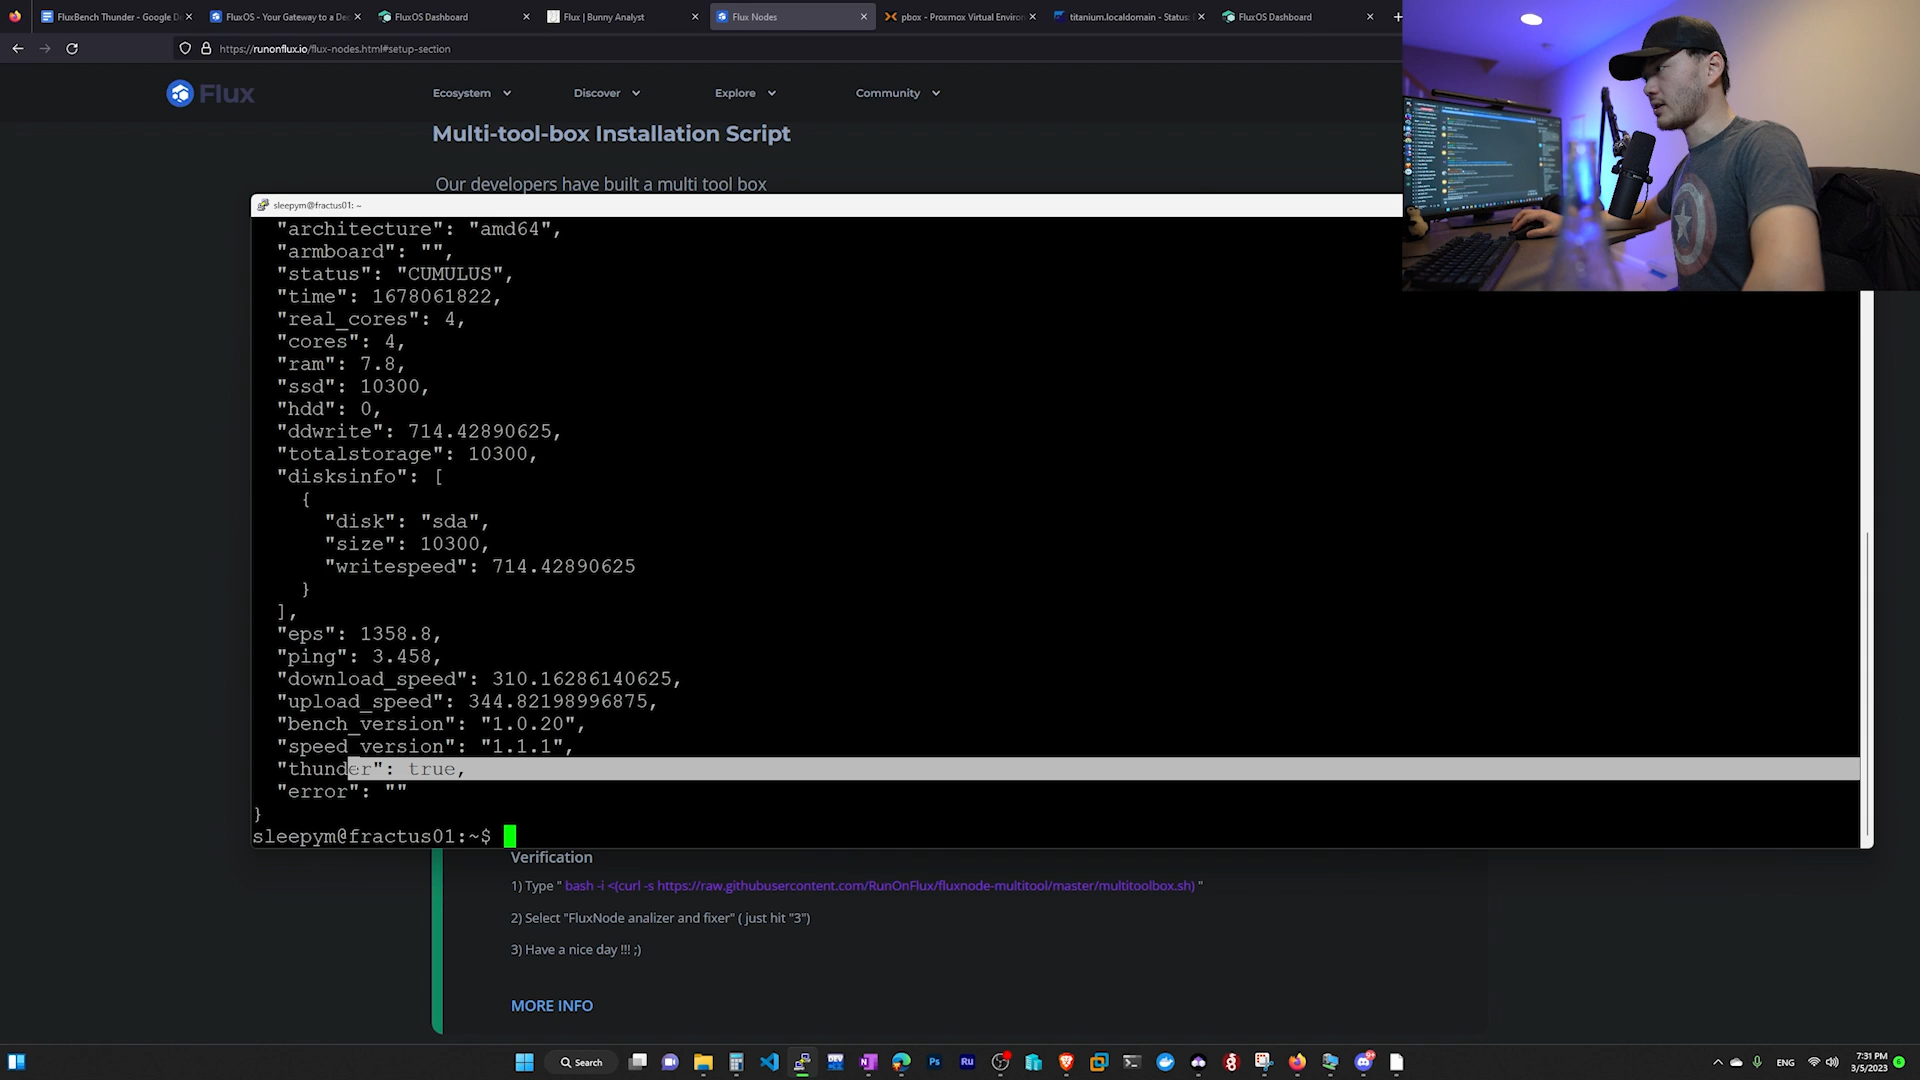 FluxBench Thunder - Google D
FluxOS - Your Gateway to a De
FluxOS Dashboard
Flux | Bunny Analyst
Flux Nodes
pbox - Proxmox Virtual Environ
titanium.localdomain - Status:
FluxOS Dashboard
https://runonflux.io/flux-nodes.html#setup-section
Flux
Ecosystem
Discover
Explore
Community
Multi-tool-box Installation Script
Our developers have built a multi tool box
sleepym@fractus01: ~
"architecture": "amd64",
"armboard": "",
"status": "CUMULUS",
"time": 1678061822,
"real_cores": 4,
"cores": 4,
"ram": 7.8,
"ssd": 10300,
"hdd": 0,
"ddwrite": 714.42890625,
"totalstorage": 10300,
"disksinfo": [
{
"disk": "sda",
"size": 10300,
"writespeed": 714.42890625
}
],
"eps": 1358.8,
"ping": 3.458,
"download_speed": 310.16286140625,
"upload_speed": 344.82198996875,
"bench_version": "1.0.20",
"speed_version": "1.1.1",
"thunder": true,
"error": ""
}
sleepym@fractus01:~$
Verification
1) Type " bash -i <(curl -s https://raw.githubusercontent.com/RunOnFlux/fluxnode-multitool/master/multitoolbox.sh) "
2) Select "FluxNode analizer and fixer" ( just hit "3")
3) Have a nice day !!! ;)
MORE INFO
Search
DEV
Ps
Ru
ENG
7:31 PM
3/5/2023
6